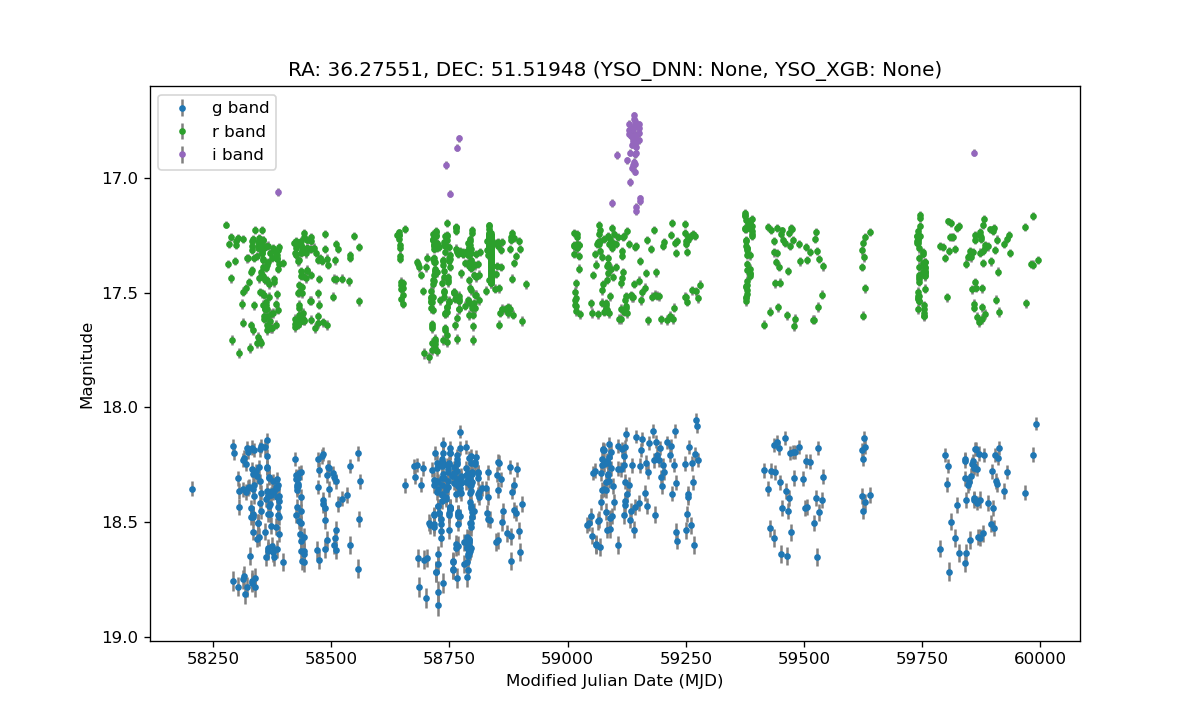 RA: 36.27551, DEC: 51.51948 (YSO_DNN: None, YSO_XGB: None)
g band
r band
i band
17.0
17.5
18.0
18.5
19.0
Magnitude
58250 58500 58750 59000 59250 59500 59750 60000
Modified Julian Date (MJD)